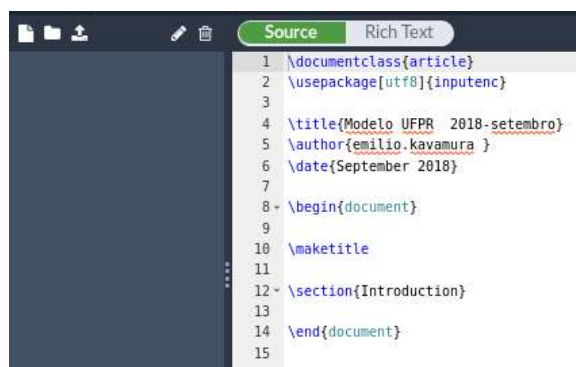 Source Rich Text
1 \documentclass{article}
2 \usepackage[utf8]{inputenc}
3
4 \title{Modelo UFPR  2018-setembro}
5 \author{emilio.kavamura }
6 \date{September 2018}
7
8 \begin{document}
9
10 \maketitle
11
12 \section{Introduction}
13
14 \end{document}
15